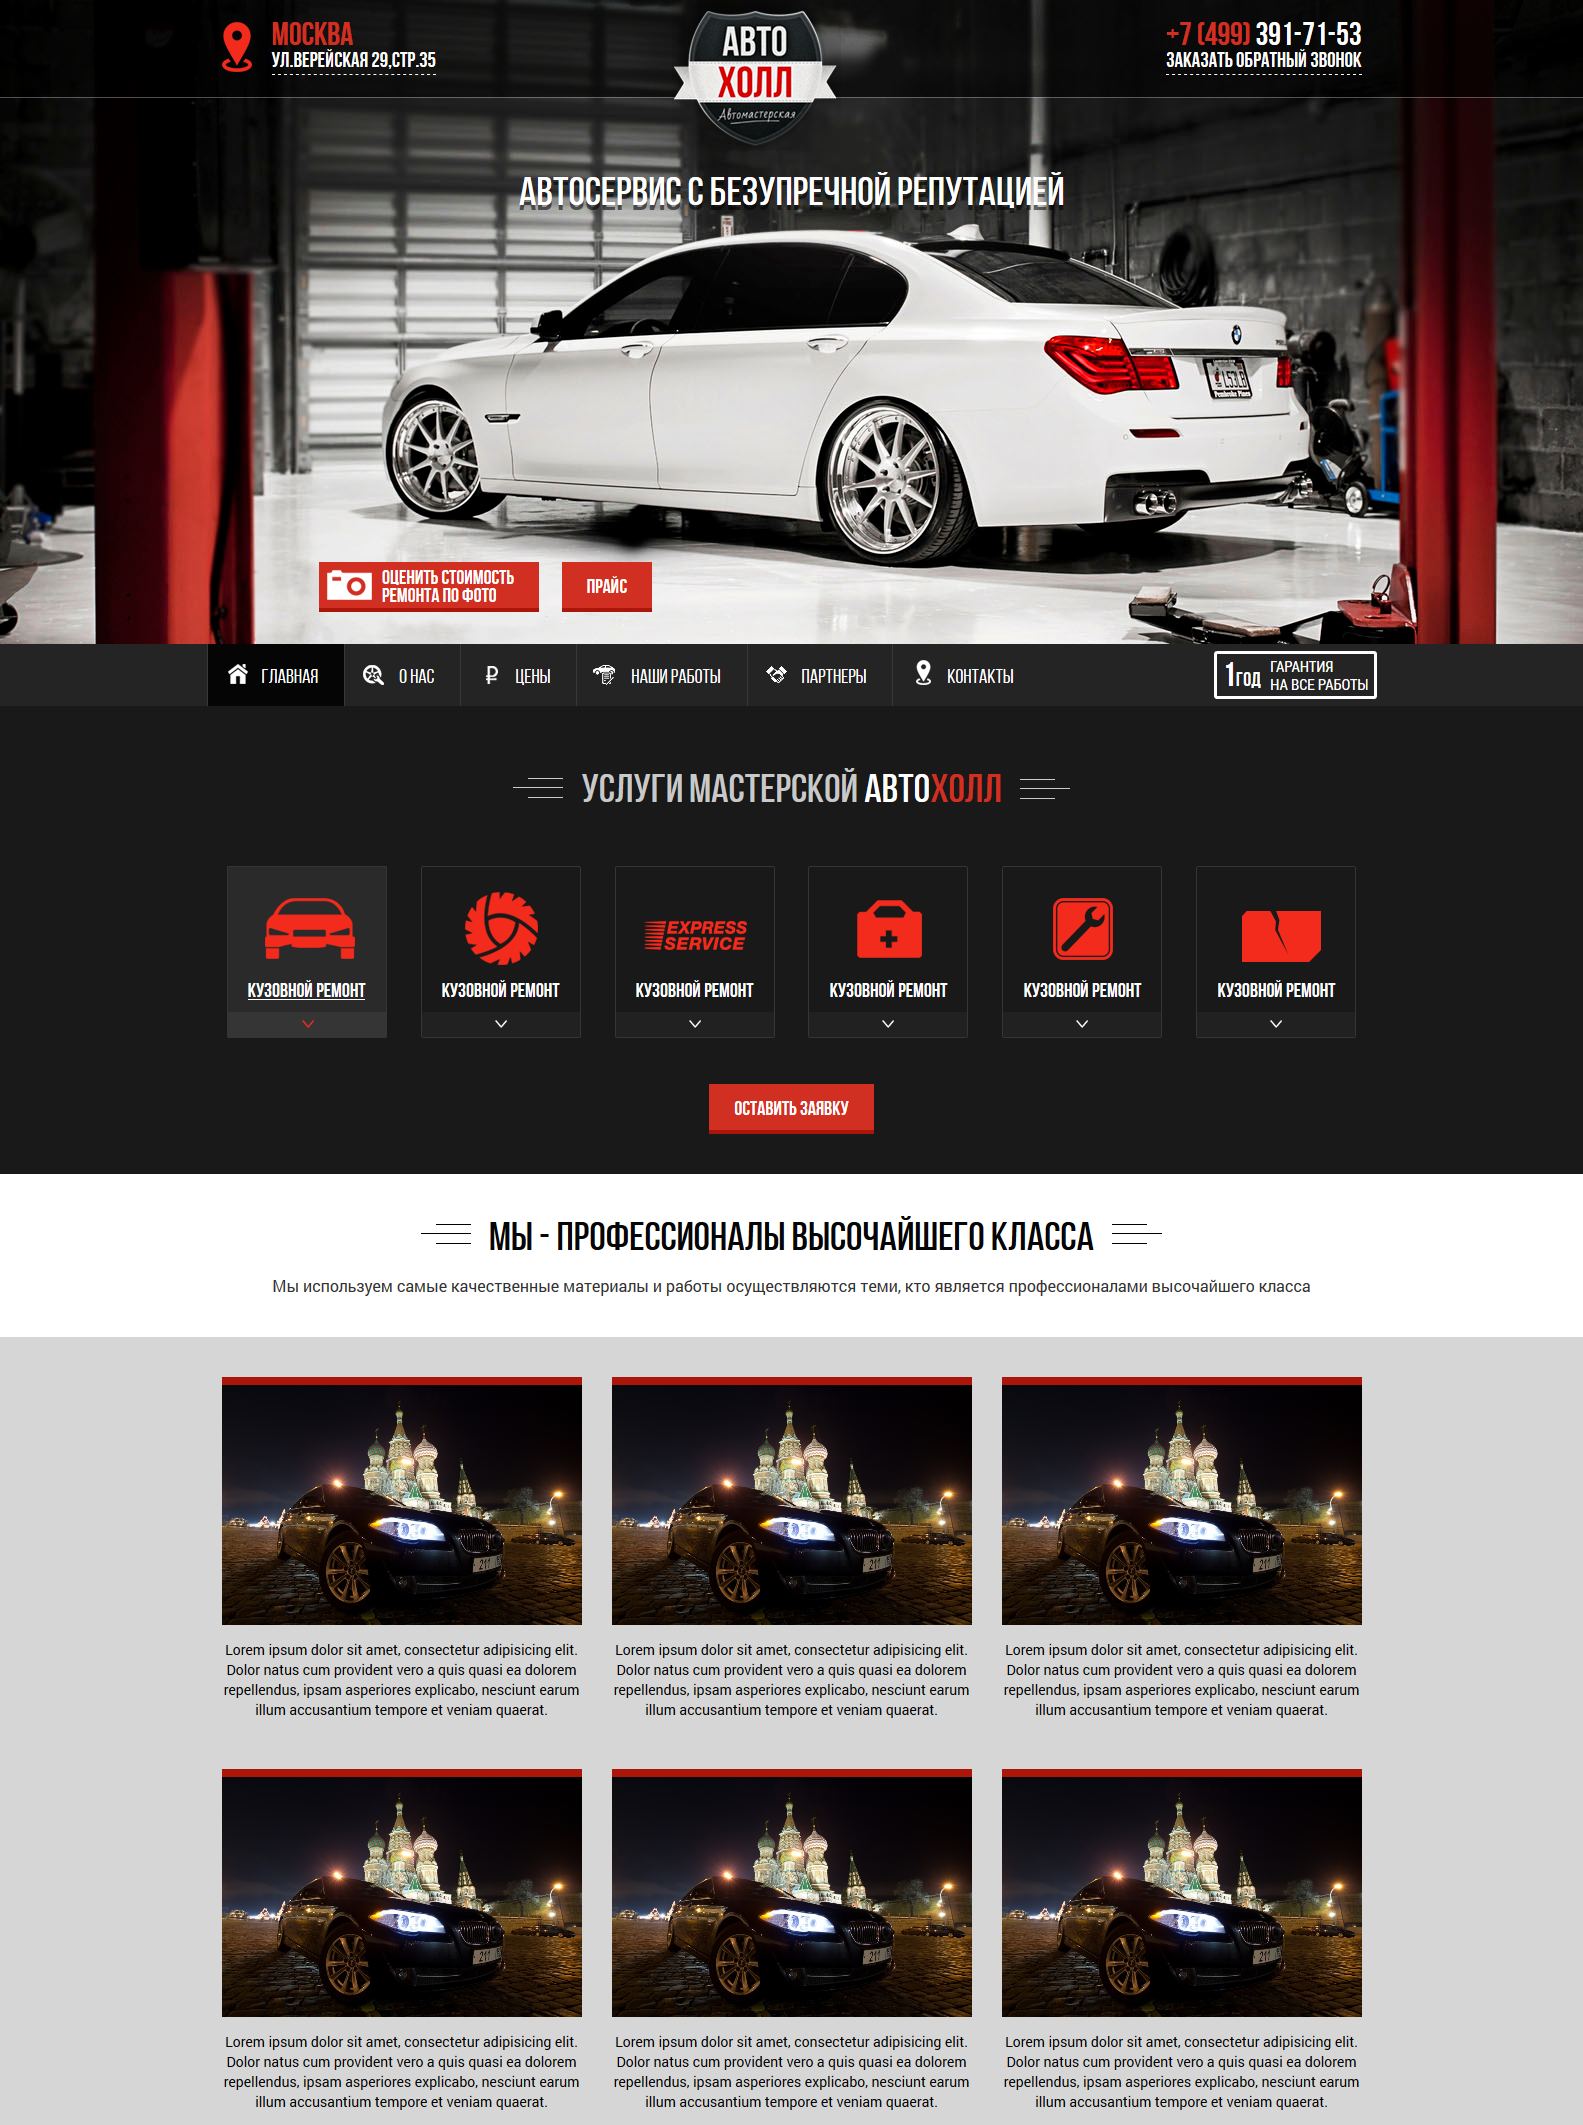 МОСКВА
УЛ.ВЕРЕЙСКАЯ 29,СТР.35
АВТО
ХОЛЛ
Автомастерская
+7 (499) 391-71-53
ЗАКАЗАТЬ ОБРАТНЫЙ ЗВОНОК
АВТОСЕРВИС С БЕЗУПРЕЧНОЙ РЕПУТАЦИЕЙ
L53LB
Pembroke Pines
ОЦЕНИТЬ СТОИМОСТЬ
РЕМОНТА ПО ФОТО
ПРАЙС
ГЛАВНАЯ
О НАС
ЦЕНЫ
НАШИ РАБОТЫ
ПАРТНЕРЫ
КОНТАКТЫ
1ГОД
ГАРАНТИЯ
НА ВСЕ РАБОТЫ
УСЛУГИ МАСТЕРСКОЙ АВТОХОЛЛ
КУЗОВНОЙ РЕМОНТ
КУЗОВНОЙ РЕМОНТ
EXPRESS
SERVICE
КУЗОВНОЙ РЕМОНТ
КУЗОВНОЙ РЕМОНТ
КУЗОВНОЙ РЕМОНТ
КУЗОВНОЙ РЕМОНТ
ОСТАВИТЬ ЗАЯВКУ
МЫ - ПРОФЕССИОНАЛЫ ВЫСОЧАЙШЕГО КЛАССА
Мы используем самые качественные материалы и работы осуществляются теми, кто является профессионалами высочайшего класса
211
Lorem ipsum dolor sit amet, consectetur adipisicing elit.
Dolor natus cum provident vero a quis quasi ea dolorem
repellendus, ipsam asperiores explicabo, nesciunt earum
illum accusantium tempore et veniam quaerat.
211
Lorem ipsum dolor sit amet, consectetur adipisicing elit.
Dolor natus cum provident vero a quis quasi ea dolorem
repellendus, ipsam asperiores explicabo, nesciunt earum
illum accusantium tempore et veniam quaerat.
211
Lorem ipsum dolor sit amet, consectetur adipisicing elit.
Dolor natus cum provident vero a quis quasi ea dolorem
repellendus, ipsam asperiores explicabo, nesciunt earum
illum accusantium tempore et veniam quaerat.
211
Lorem ipsum dolor sit amet, consectetur adipisicing elit.
Dolor natus cum provident vero a quis quasi ea dolorem
repellendus, ipsam asperiores explicabo, nesciunt earum
illum accusantium tempore et veniam quaerat.
211
Lorem ipsum dolor sit amet, consectetur adipisicing elit.
Dolor natus cum provident vero a quis quasi ea dolorem
repellendus, ipsam asperiores explicabo, nesciunt earum
illum accusantium tempore et veniam quaerat.
211
Lorem ipsum dolor sit amet, consectetur adipisicing elit.
Dolor natus cum provident vero a quis quasi ea dolorem
repellendus, ipsam asperiores explicabo, nesciunt earum
illum accusantium tempore et veniam quaerat.